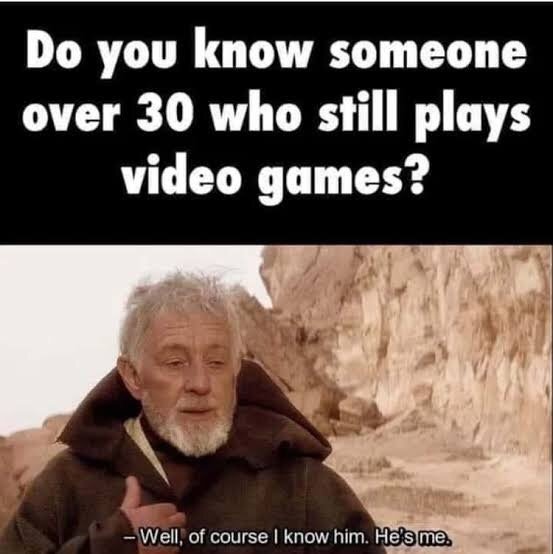 Do you know someone
over 30 who still plays
video games?
– Well, of course I know him. He's me.